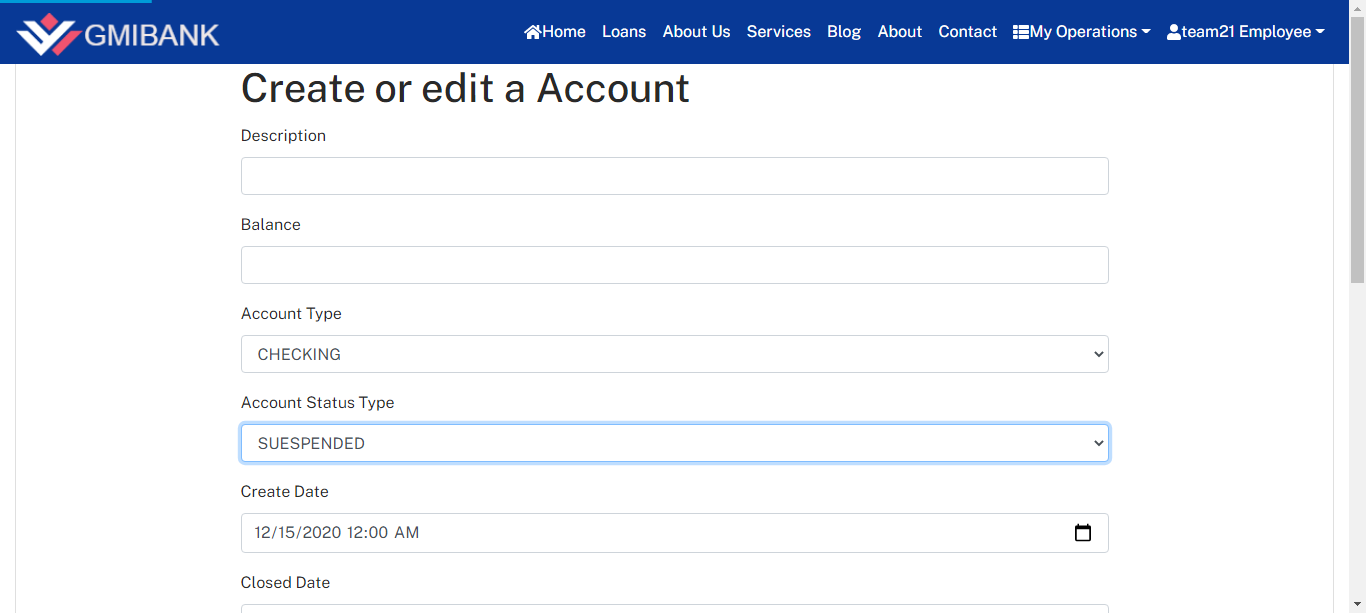 GMIBANK Home Loans About Us Services Blog About Contact My Operations team21 Employee
Create or edit a Account
Description
Balance
Account Type
CHECKING
Account Status Type
SUESPENDED
Create Date
12/15/2020 12:00 AM
Closed Date